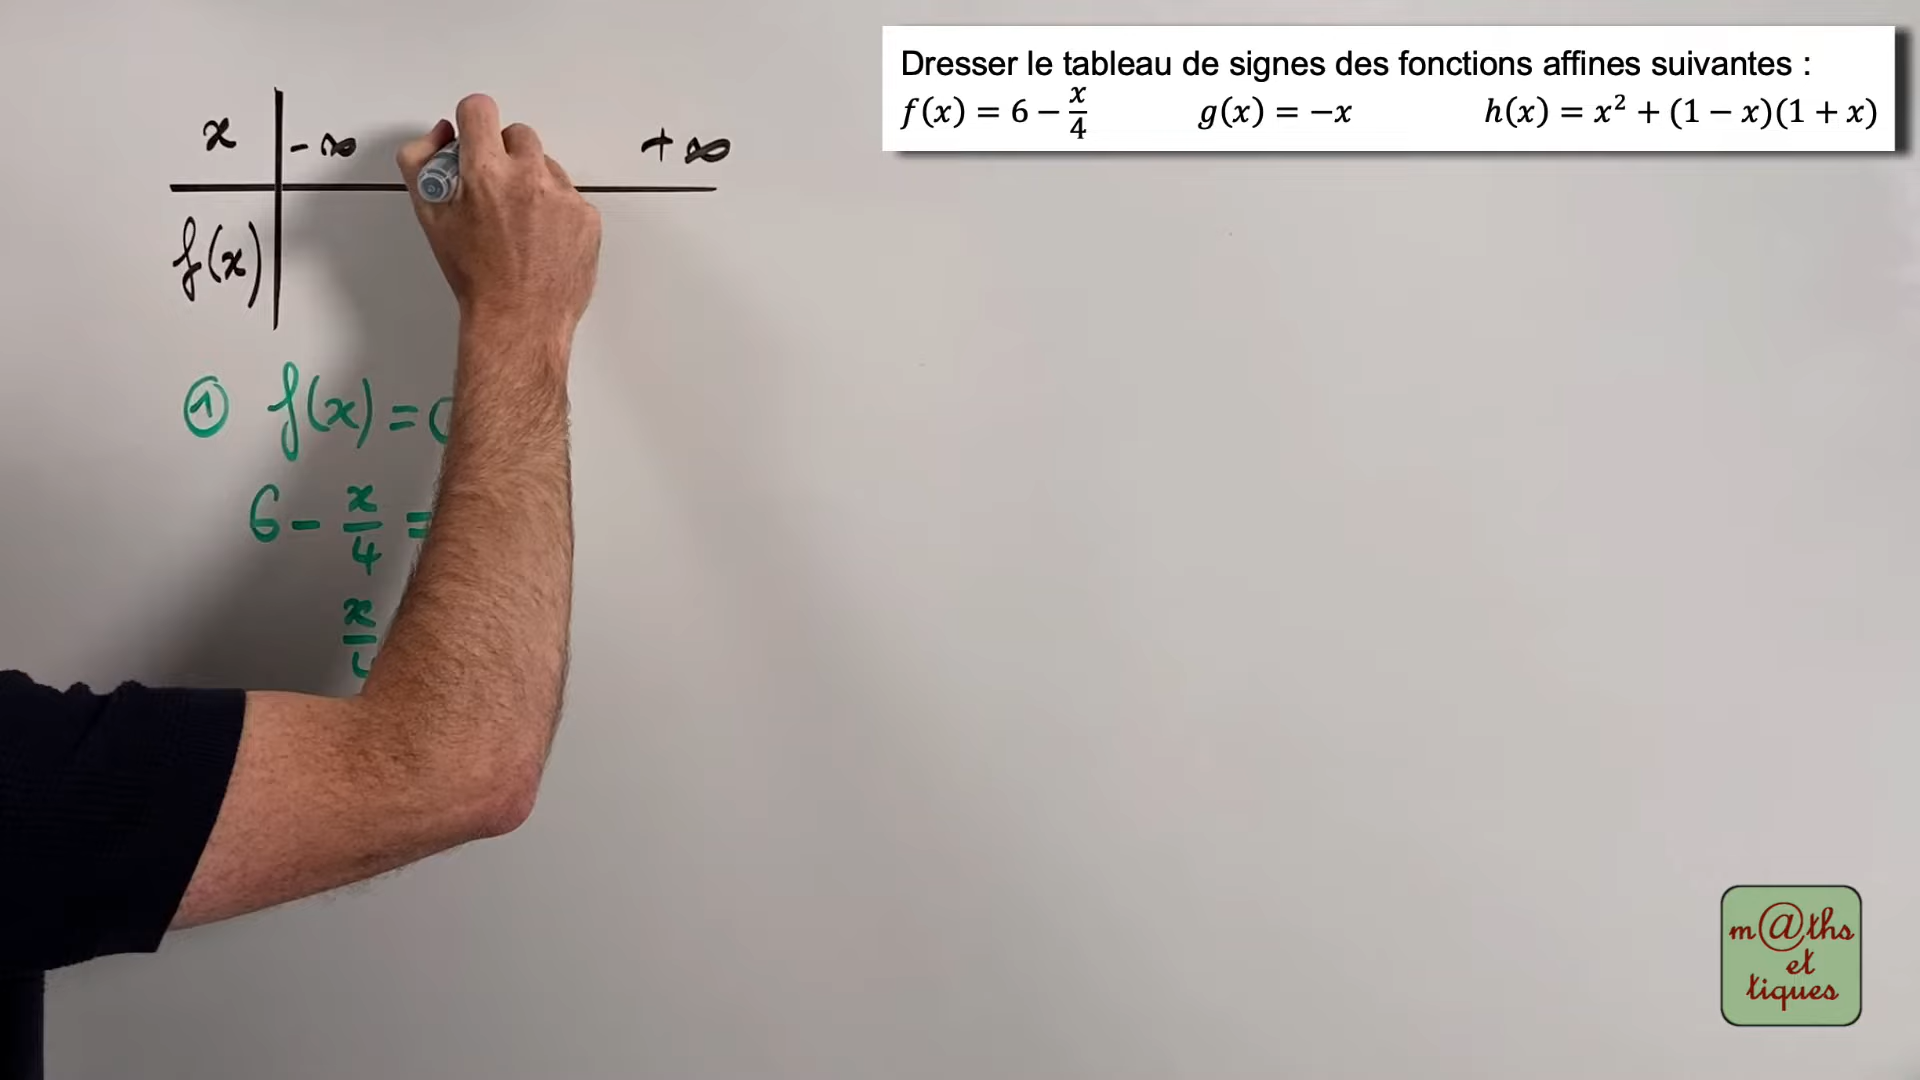 Dresser le tableau de signes des fonctions affines suivantes :
f(x) = 6 − x/4 g(x) = −x h(x) = x² + (1 − x)(1 + x)
x −∞ +∞
f(x)
① f(x) =
6 − x/4 =
x
m@ths
et
tiques